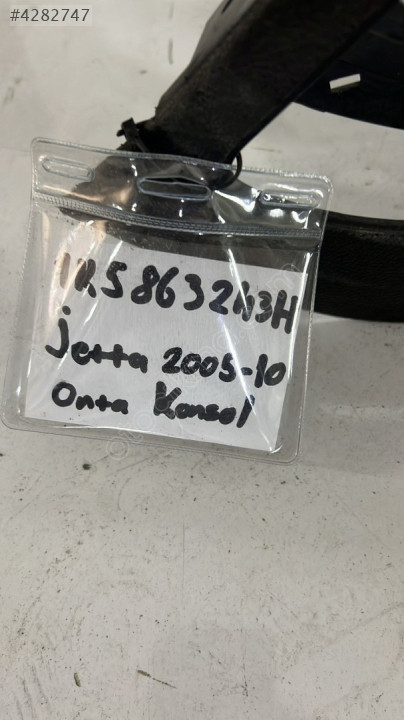 #4282747
1K5863243H
jetta 2005-10
Orta Konsol